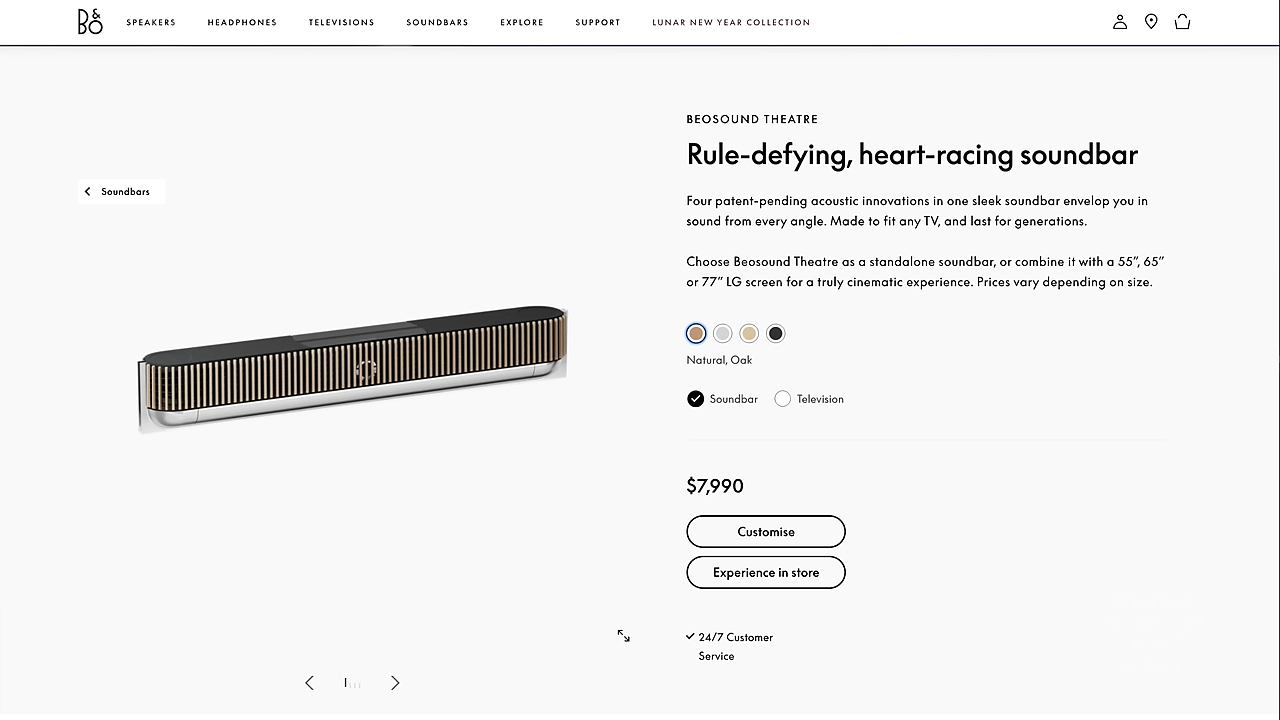 B&O
SPEAKERS HEADPHONES TELEVISIONS SOUNDBARS EXPLORE SUPPORT LUNAR NEW YEAR COLLECTION
Soundbars
BEOSOUND THEATRE
Rule-defying, heart-racing soundbar
Four patent-pending acoustic innovations in one sleek soundbar envelop you in
sound from every angle. Made to fit any TV, and last for generations.
Choose Beosound Theatre as a standalone soundbar, or combine it with a 55”, 65”
or 77” LG screen for a truly cinematic experience. Prices vary depending on size.
Natural, Oak
Soundbar Television
$7,990
Customise
Experience in store
24/7 Customer
Service